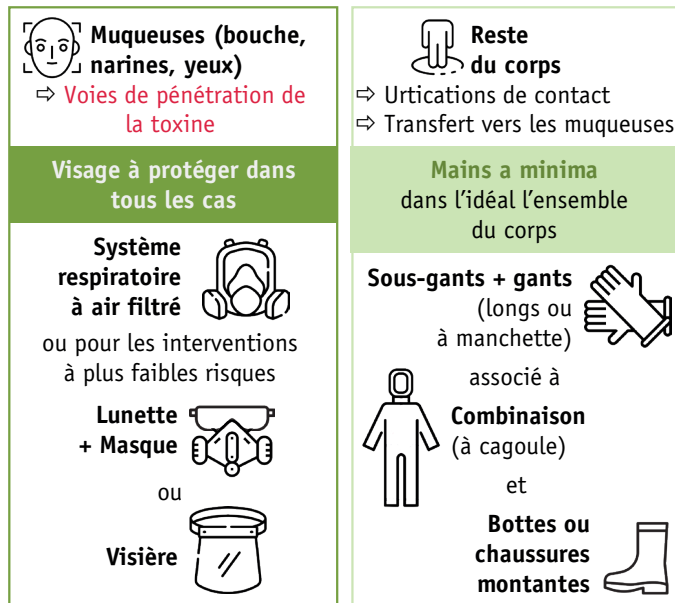 Muqueuses (bouche,
narines, yeux)
⇨ Voies de pénétration de
la toxine
Visage à protéger dans
tous les cas
Système
respiratoire
à air filtré
ou pour les interventions
à plus faibles risques
Lunette
+ Masque
ou
Visière
Reste
du corps
⇨ Urtications de contact
⇨ Transfert vers les muqueuses
Mains a minima
dans l'idéal l'ensemble
du corps
Sous-gants + gants
(longs ou
à manchette)
associé à
Combinaison
(à cagoule)
et
Bottes ou
chaussures
montantes